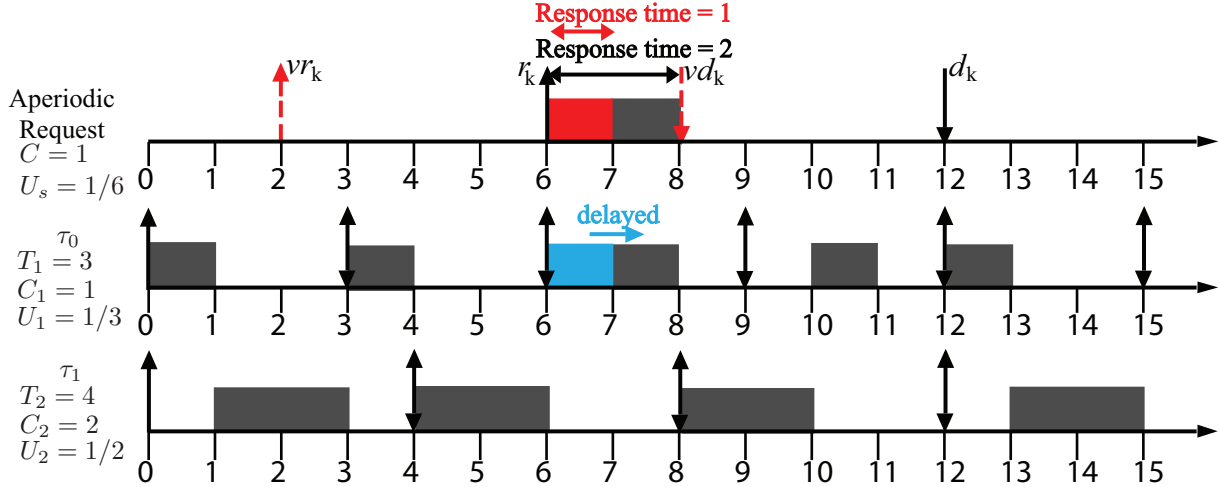 Response time = 1
Response time = 2
vr_k
r_k
vd_k
d_k
Aperiodic
Request
C = 1
U_s = 1/6
0 1 2 3 4 5 6 7 8 9 10 11 12 13 14 15
delayed
τ_0
T_1 = 3
C_1 = 1
U_1 = 1/3
0 1 2 3 4 5 6 7 8 9 10 11 12 13 14 15
τ_1
T_2 = 4
C_2 = 2
U_2 = 1/2
0 1 2 3 4 5 6 7 8 9 10 11 12 13 14 15